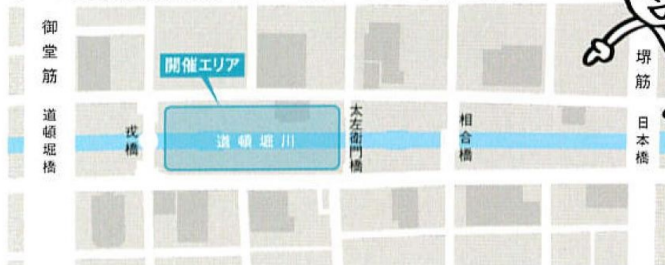 御堂筋
道頓堀橋
戎橋
開催エリア
道頓堀川
太左衛門橋
相合橋
堺筋
日本橋